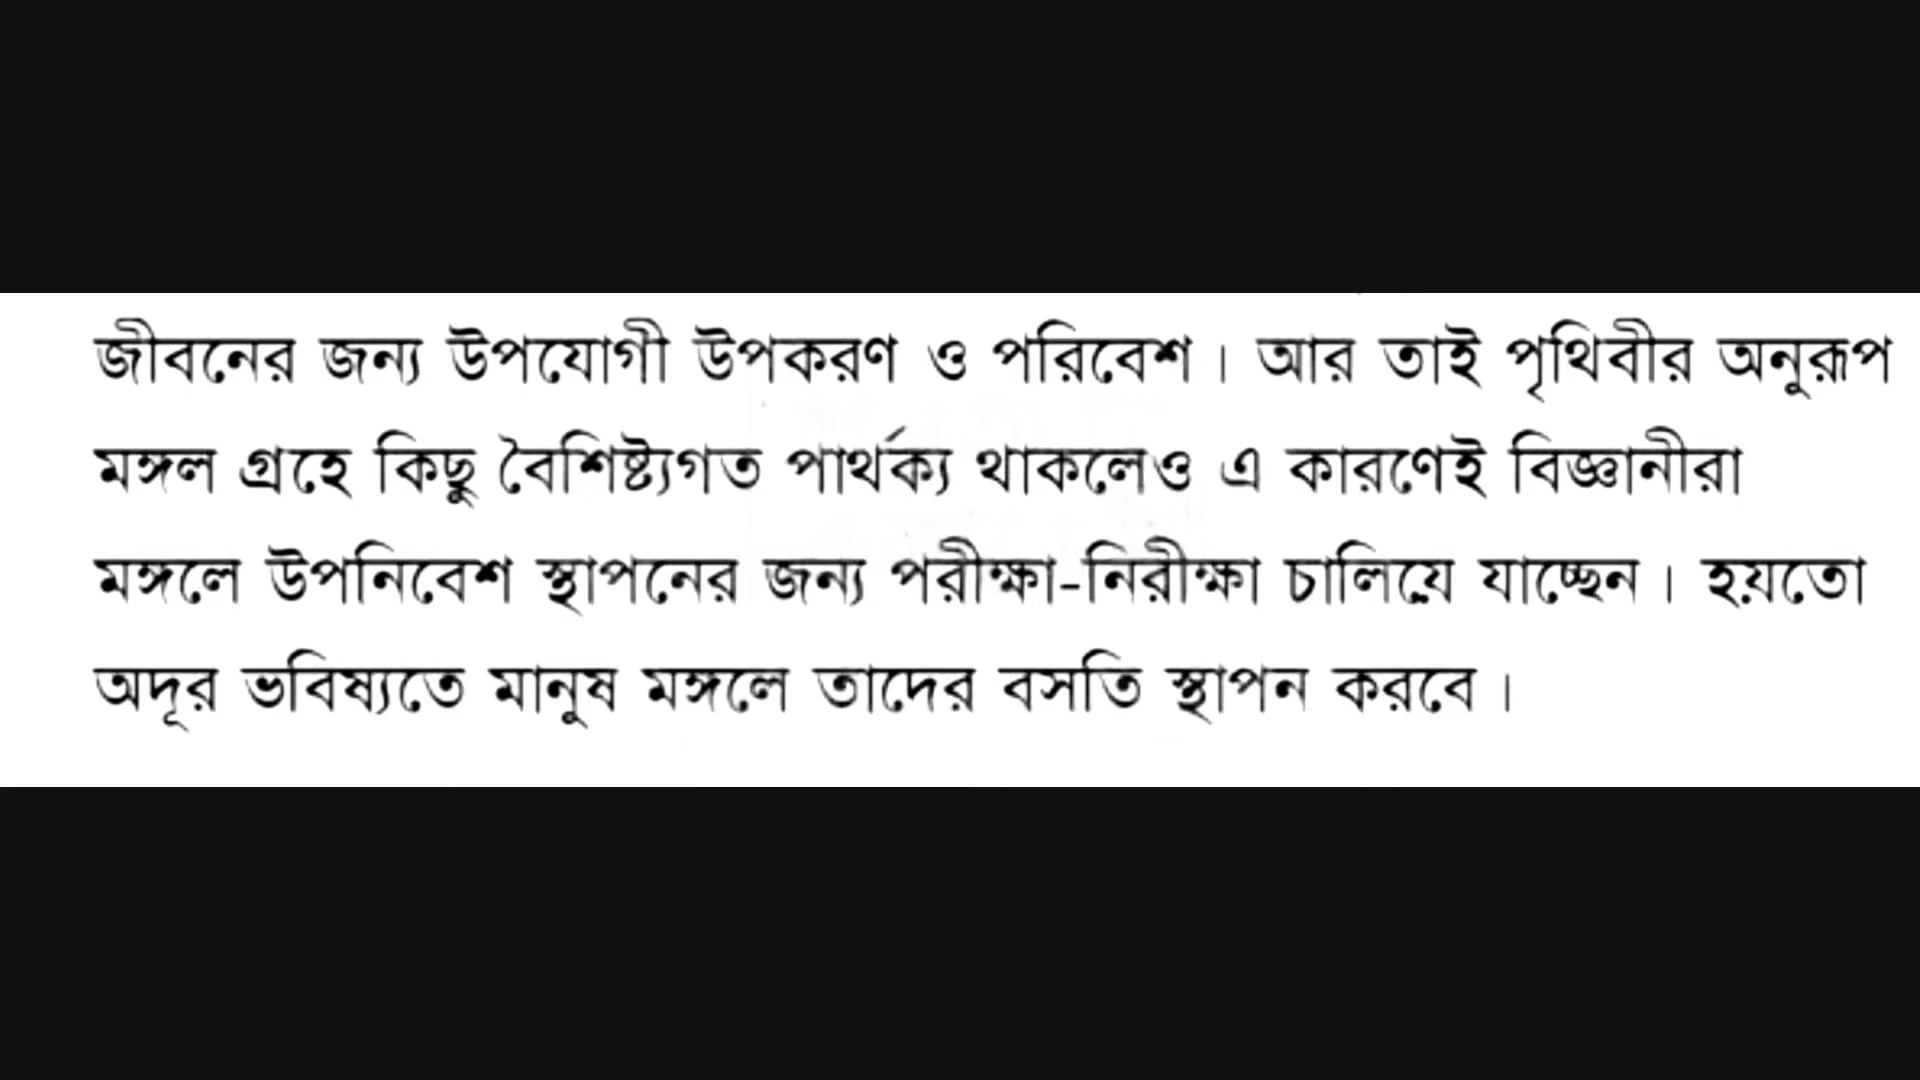 জীবনের জন্য উপযোগী উপকরণ ও পরিবেশ। আর তাই পৃথিবীর অনুরূপ
মঙ্গল গ্রহে কিছু বৈশিষ্ট্যগত পার্থক্য থাকলেও এ কারণেই বিজ্ঞানীরা
মঙ্গলে উপনিবেশ স্থাপনের জন্য পরীক্ষা-নিরীক্ষা চালিয়ে যাচ্ছেন। হয়তো
অদূর ভবিষ্যতে মানুষ মঙ্গলে তাদের বসতি স্থাপন করবে।